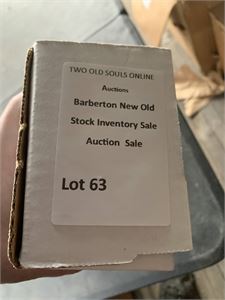 TWO OLD SOULS ONLINE
Auctions
Barberton New Old
Stock Inventory Sale
Auction Sale
Lot 63